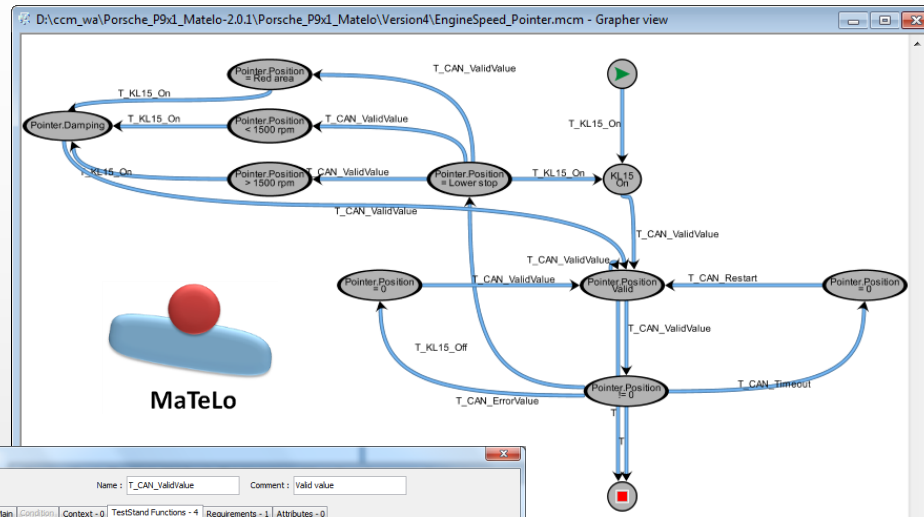 D:\ccm_wa\Porsche_P9x1_Matelo-2.0.1\Porsche_P9x1_Matelo\Version4\EngineSpeed_Pointer.mcm - Grapher view
Pointer.Position
= Red area
T_CAN_ValidValue
T_KL15_On
Pointer.Damping
T_KL15_On
Pointer.Position
< 1500 rpm
T_CAN_ValidValue
T_KL15_On
T_KL15_On
Pointer.Position
> 1500 rpm
T_CAN_ValidValue
Pointer.Position
= Lower stop
T_KL15_On
KL15
On
T_CAN_ValidValue
T_CAN_ValidValue
T_CAN_ValidValue
Pointer.Position
= 0
T_CAN_ValidValue
Pointer.Position
Valid
T_CAN_Restart
Pointer.Position
= 0
T_CAN_ValidValue
T_KL15_Off
Pointer.Position
!= 0
T_CAN_Timeout
T_CAN_ErrorValue
T
T
MaTeLo
Name : T_CAN_ValidValue Comment : Valid value
Main Condition Context - 0 TestStand Functions - 4 Requirements - 1 Attributes - 0